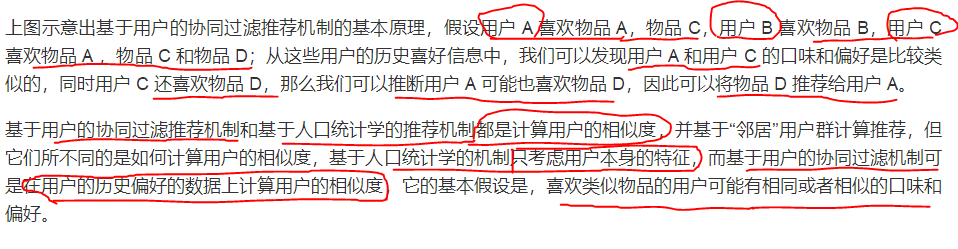 上图示意出基于用户的协同过滤推荐机制的基本原理，假设用户 A 喜欢物品 A，物品 C，用户 B 喜欢物品 B，用户 C
喜欢物品 A ，物品 C 和物品 D；从这些用户的历史喜好信息中，我们可以发现用户 A 和用户 C 的口味和偏好是比较类
似的，同时用户 C 还喜欢物品 D，那么我们可以推断用户 A 可能也喜欢物品 D，因此可以将物品 D 推荐给用户 A。
基于用户的协同过滤推荐机制和基于人口统计学的推荐机制都是计算用户的相似度，并基于“邻居”用户群计算推荐，但
它们所不同的是如何计算用户的相似度，基于人口统计学的机制只考虑用户本身的特征，而基于用户的协同过滤机制可
是在用户的历史偏好的数据上计算用户的相似度，它的基本假设是，喜欢类似物品的用户可能有相同或者相似的口味和
偏好。